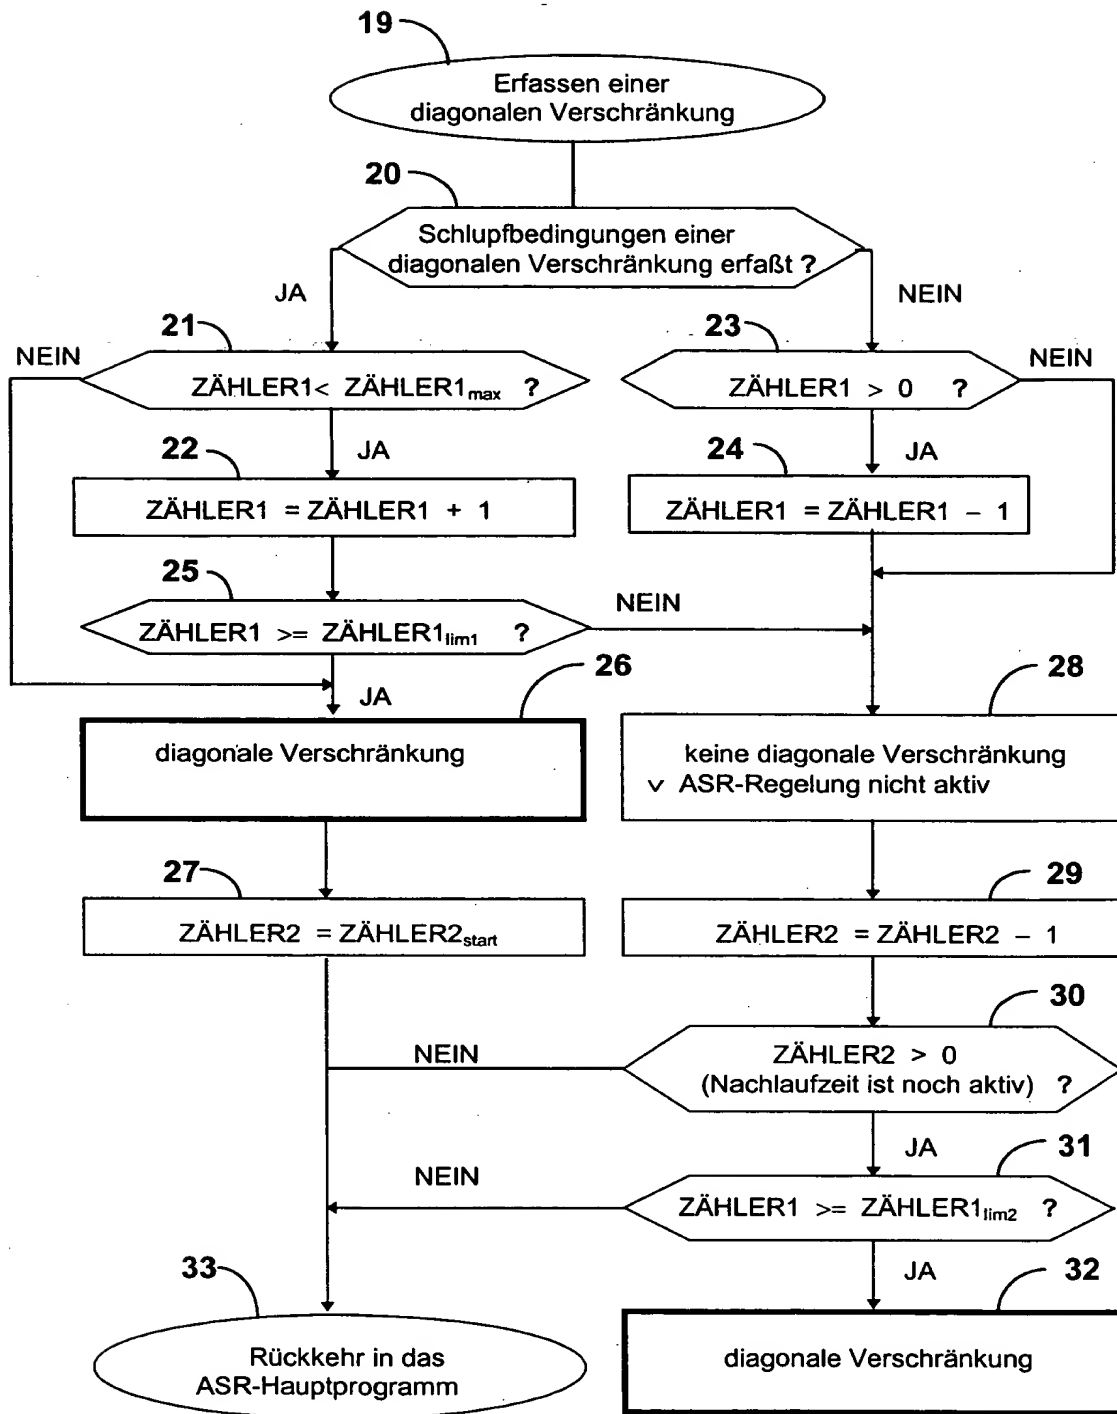 19
Erfassen einer
diagonalen Verschränkung
20
Schlupfbedingungen einer
diagonalen Verschränkung erfaßt ?
JA
NEIN
21
23
NEIN
NEIN
ZÄHLER1< ZÄHLER1max ?
ZÄHLER1 > 0 ?
22
JA
24
JA
ZÄHLER1 = ZÄHLER1 + 1
ZÄHLER1 = ZÄHLER1 – 1
25
NEIN
ZÄHLER1 >= ZÄHLER1lim1 ?
26
28
JA
diagonale Verschränkung
keine diagonale Verschränkung
v ASR-Regelung nicht aktiv
27
29
ZÄHLER2 = ZÄHLER2start
ZÄHLER2 = ZÄHLER2 – 1
30
NEIN
ZÄHLER2 > 0
(Nachlaufzeit ist noch aktiv) ?
JA
31
NEIN
ZÄHLER1 >= ZÄHLER1lim2 ?
33
JA
32
Rückkehr in das
ASR-Hauptprogramm
diagonale Verschränkung